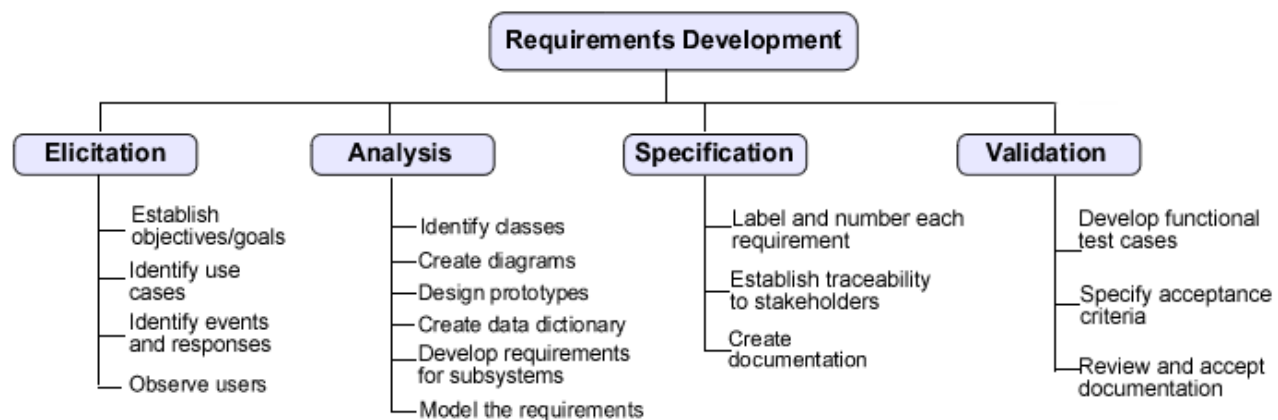 Requirements Development
Elicitation
Establish
objectives/goals
Identify use
cases
Identify events
and responses
Observe users
Analysis
Identify classes
Create diagrams
Design prototypes
Create data dictionary
Develop requirements
for subsystems
Model the requirements
Specification
Label and number each
requirement
Establish traceability
to stakeholders
Create
documentation
Validation
Develop functional
test cases
Specify acceptance
criteria
Review and accept
documentation